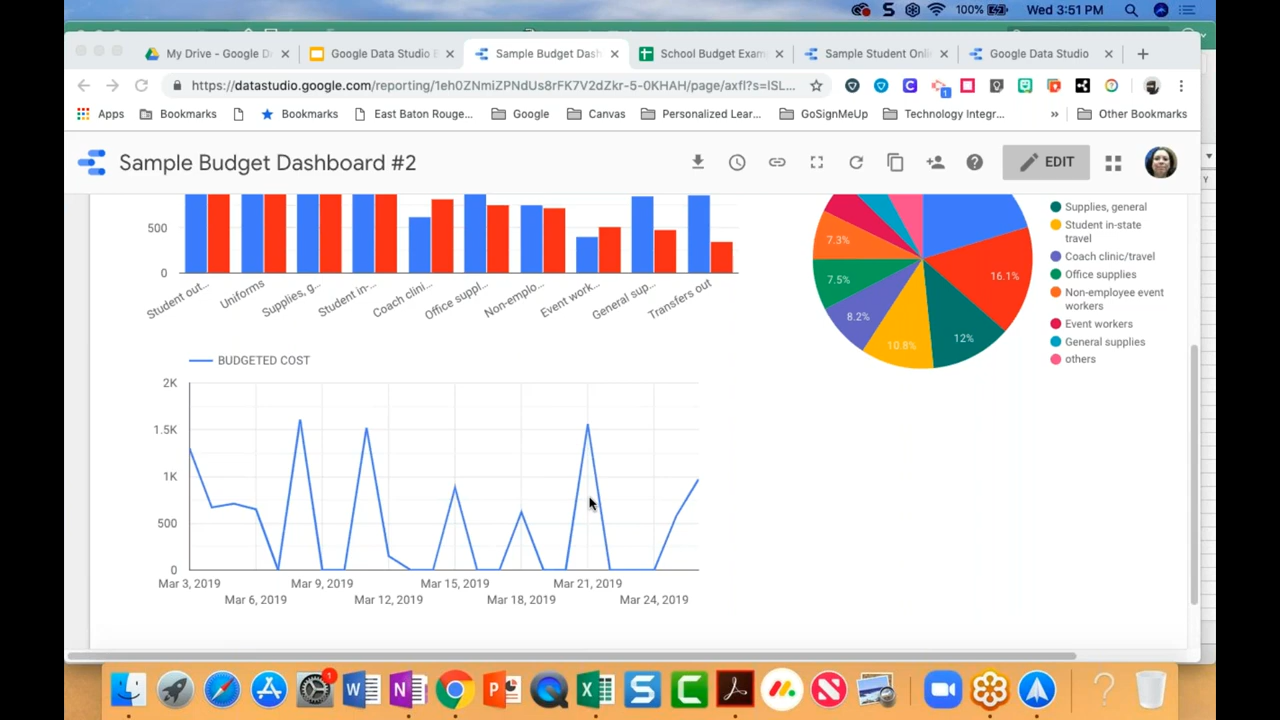 100%
Wed 3:51 PM
My Drive - Google D
Google Data Studio E
Sample Budget Dash
School Budget Exam
Sample Student Onli
Google Data Studio
https://datastudio.google.com/reporting/1eh0ZNmiZPNdUs8rFK7V2dZkr-5-0KHAH/page/axfI?s=lSL...
Apps
Bookmarks
Bookmarks
East Baton Rouge...
Google
Canvas
Personalized Lear...
GoSignMeUp
Technology Integr...
»
Other Bookmarks
Sample Budget Dashboard #2
EDIT
500
0
Student out...
Uniforms
Supplies, g...
Student in-...
Coach clini...
Office suppl...
Non-emplo...
Event work...
General sup...
Transfers out
7.3%
7.5%
8.2%
10.8%
12%
16.1%
Supplies, general
Student in-state
travel
Coach clinic/travel
Office supplies
Non-employee event
workers
Event workers
General supplies
others
BUDGETED COST
2K
1.5K
1K
500
0
Mar 3, 2019
Mar 9, 2019
Mar 15, 2019
Mar 21, 2019
Mar 6, 2019
Mar 12, 2019
Mar 18, 2019
Mar 24, 2019